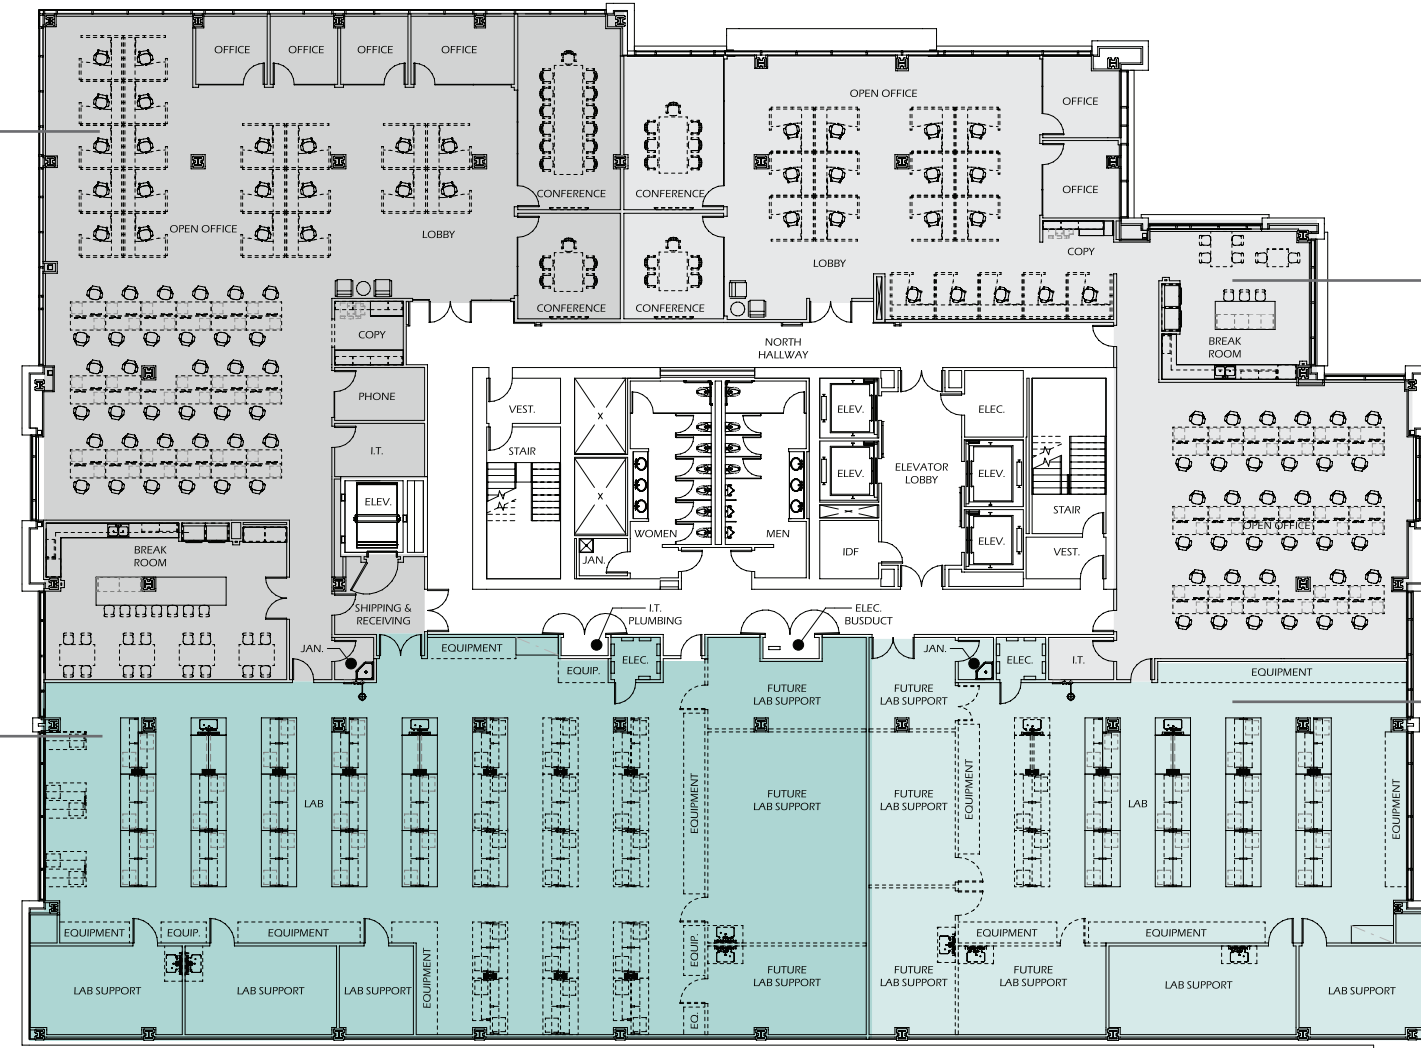 OFFICE
OFFICE
OFFICE
OFFICE
OPEN OFFICE
OFFICE
OFFICE
CONFERENCE
CONFERENCE
OPEN OFFICE
LOBBY
LOBBY
COPY
CONFERENCE
CONFERENCE
COPY
NORTH
HALLWAY
BREAK
ROOM
PHONE
VEST.
X
ELEV.
ELEC.
I.T.
STAIR
ELEV.
ELEVATOR
LOBBY
ELEV.
ELEV.
X
STAIR
OPEN OFFICE
WOMEN
MEN
ELEV.
BREAK
ROOM
JAN.
IDF
VEST.
SHIPPING &
RECEIVING
I.T.
PLUMBING
ELEC.
BUSDUCT
JAN.
EQUIPMENT
EQUIP.
ELEC.
JAN.
ELEC.
I.T.
EQUIPMENT
FUTURE
LAB SUPPORT
FUTURE
LAB SUPPORT
LAB
EQUIPMENT
FUTURE
LAB SUPPORT
FUTURE
LAB SUPPORT
EQUIPMENT
LAB
EQUIPMENT
EQUIPMENT
EQUIP.
EQUIPMENT
EQUIP.
EQUIPMENT
EQUIPMENT
LAB SUPPORT
LAB SUPPORT
LAB SUPPORT
EQUIPMENT
EQ.
FUTURE
LAB SUPPORT
FUTURE
LAB SUPPORT
FUTURE
LAB SUPPORT
LAB SUPPORT
LAB SUPPORT